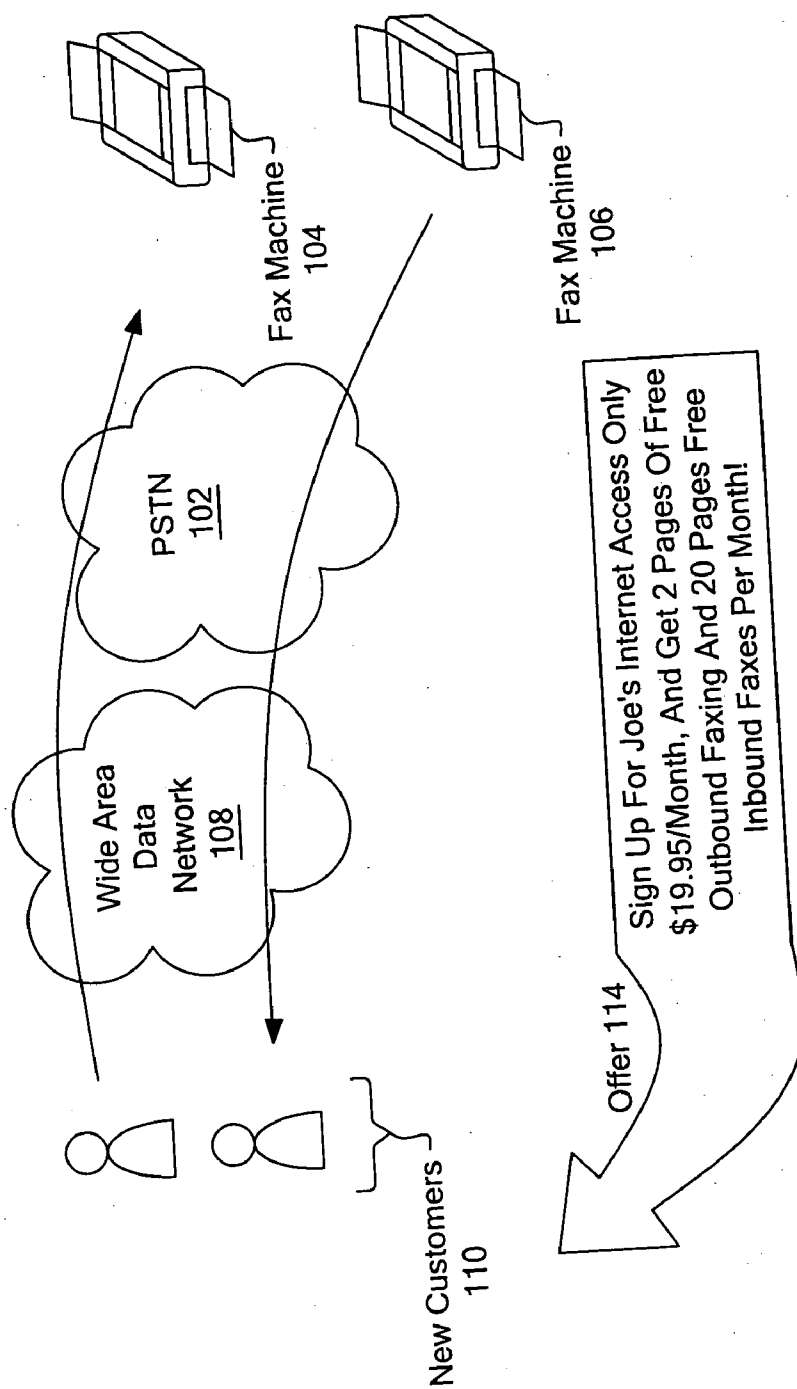 New Customers
110
Wide Area
Data
Network
108
PSTN
102
Fax Machine
104
Fax Machine
106
Offer 114
Sign Up For Joe's Internet Access Only
$19.95/Month, And Get 2 Pages Of Free
Outbound Faxing And 20 Pages Free
Inbound Faxes Per Month!